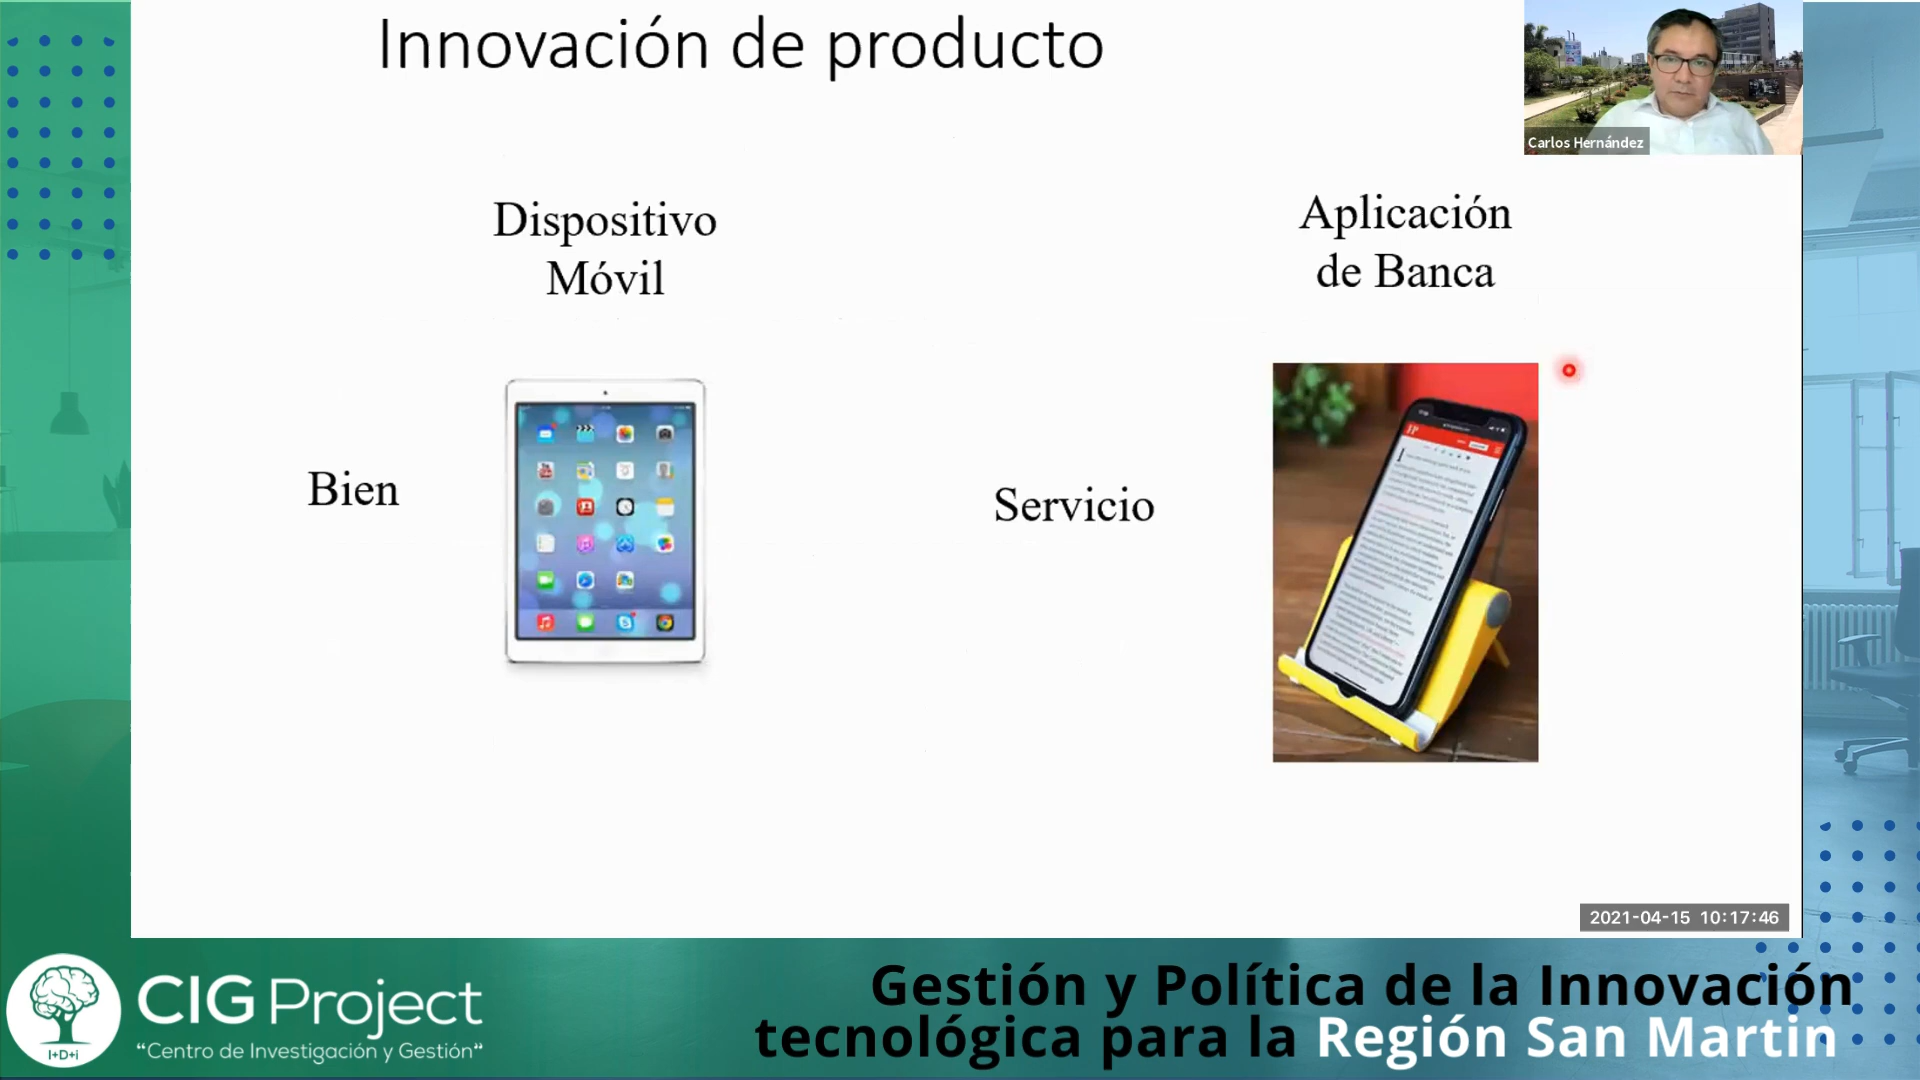 Innovación de producto
Carlos Hernández
Dispositivo
Móvil
Aplicación
de Banca
Bien
Servicio
2021-04-15 10:17:46
I+D+i
CIG Project
“Centro de Investigación y Gestión“
Gestión y Política de la Innovación
tecnológica para la Región San Martin